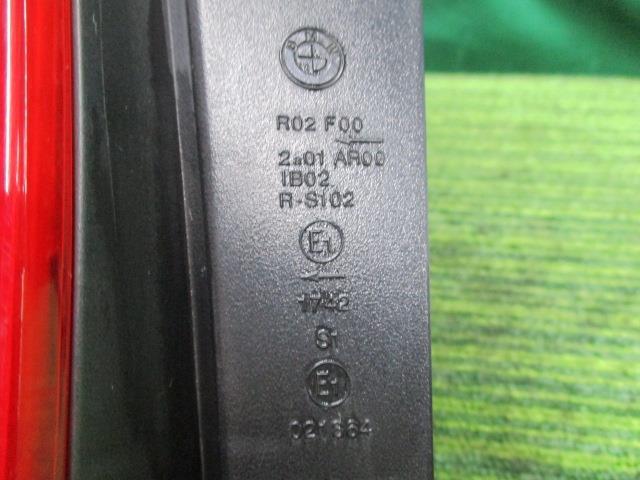 BMW
R02 F00
2a01 AR00
IB02
R-S102
E1
1742
S1
E1
021364